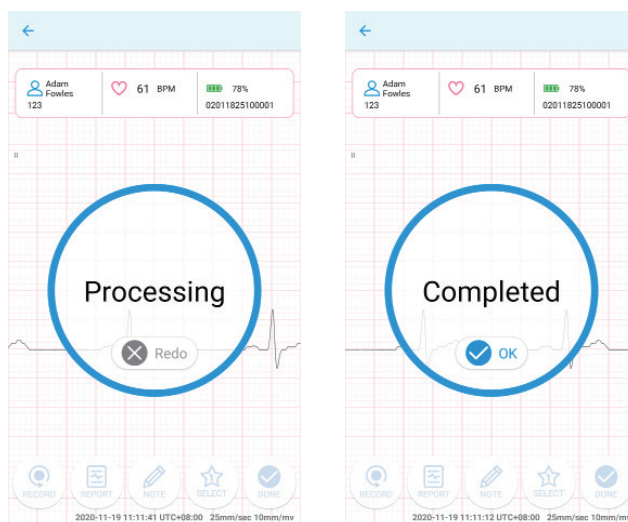 Adam
Fowles
123
61 BPM
78%
02011825100001
II
Processing
Redo
RECORD
REPORT
NOTE
SELECT
DONE
2020-11-19 11:11:41 UTC+08:00 25mm/sec 10mm/mv
Adam
Fowles
123
61 BPM
78%
02011825100001
II
Completed
OK
RECORD
REPORT
NOTE
SELECT
DONE
2020-11-19 11:11:12 UTC+08:00 25mm/sec 10mm/mv